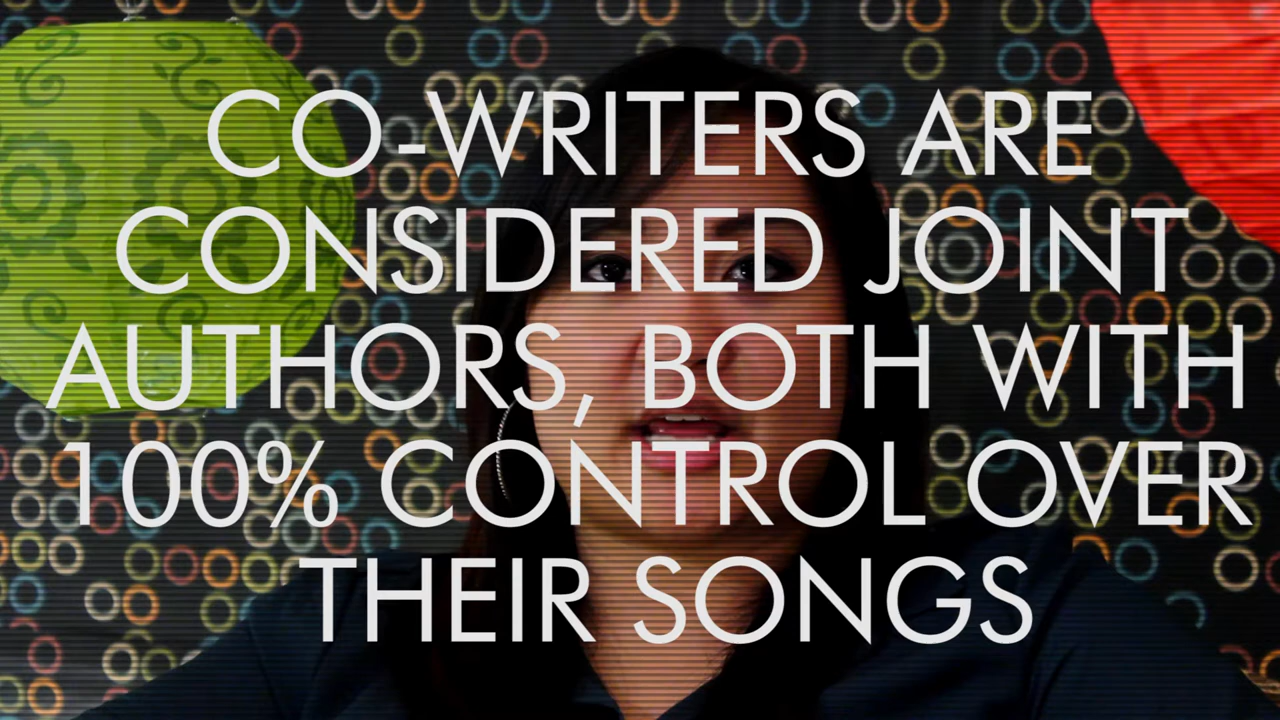 CO-WRITERS ARE
CONSIDERED JOINT
AUTHORS, BOTH WITH
100% CONTROL OVER
THEIR SONGS